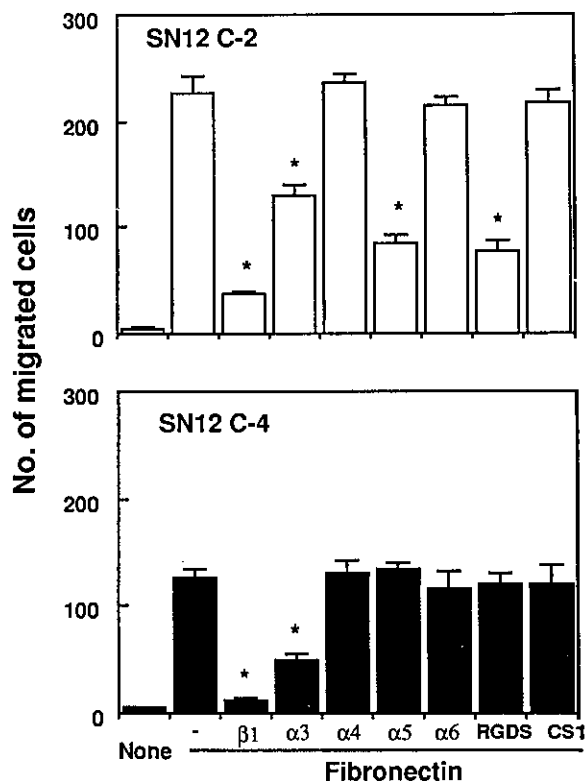 300
SN12 C-2
200
*
*
*
*
100
0
No. of migrated cells
300
SN12 C-4
200
100
*
*
0
None
- β1 α3 α4 α5 α6 RGDS CS1
Fibronectin